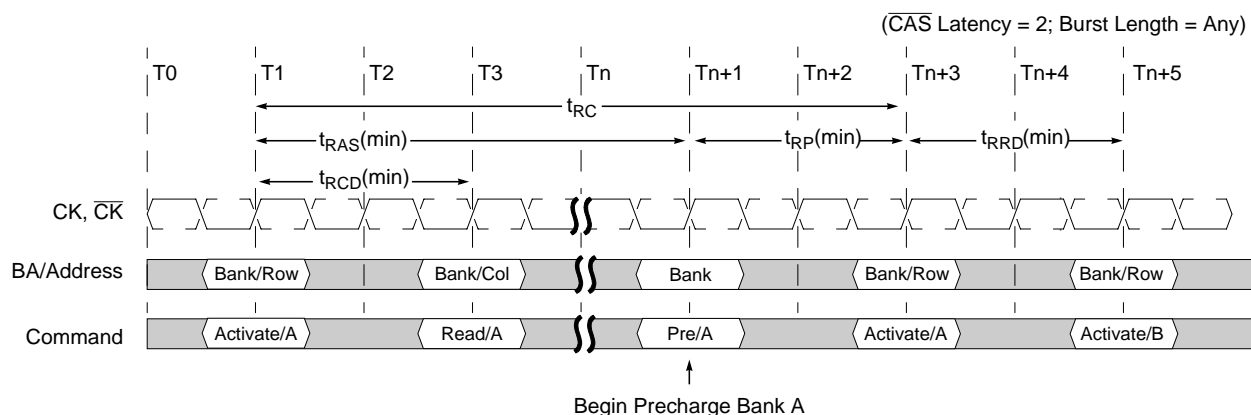 (CAS Latency = 2; Burst Length = Any)
T0 T1 T2 T3 Tn Tn+1 Tn+2 Tn+3 Tn+4 Tn+5
tRC
tRAS(min) tRP(min) tRRD(min)
tRCD(min)
CK, CK
BA/Address Bank/Row Bank/Col Bank Bank/Row Bank/Row
Command Activate/A Read/A Pre/A Activate/A Activate/B
Begin Precharge Bank A